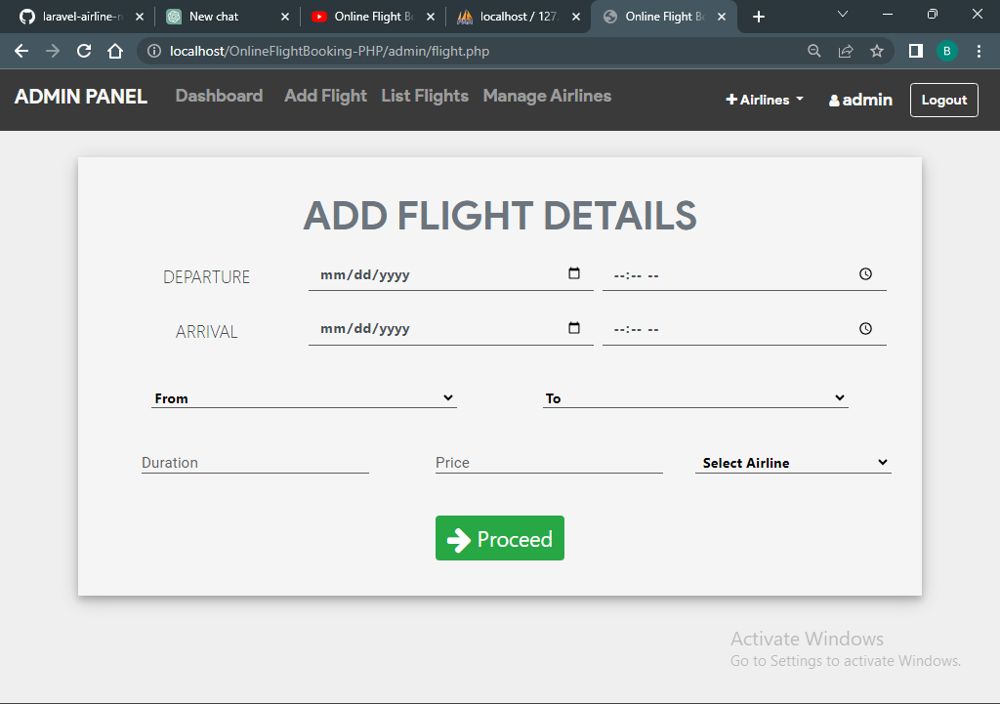 laravel-airline-r
New chat
Online Flight B
localhost / 127.
Online Flight B
localhost/OnlineFlightBooking-PHP/admin/flight.php
B
ADMIN PANEL
Dashboard
Add Flight
List Flights
Manage Airlines
Airlines
admin
Logout
ADD FLIGHT DETAILS
DEPARTURE
mm/dd/yyyy
--:-- --
ARRIVAL
mm/dd/yyyy
--:-- --
From
To
Duration
Price
Select Airline
Proceed
Activate Windows
Go to Settings to activate Windows.